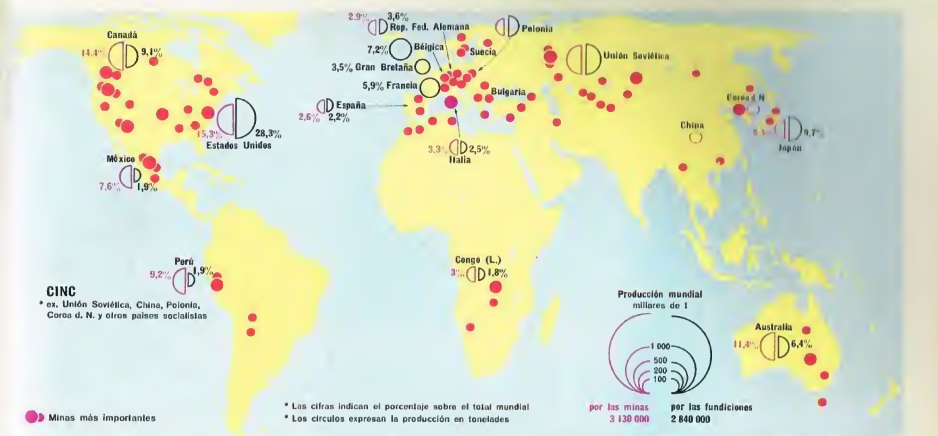 Canadá
14,4% 9,1%
2,9% 3,6%
Rep. Fed. Alemana
Polonia
7,2% Bélgica
Suecia
3,5% Gran Bretaña
5,9% Francia
Bulgaria
Unión Soviética
España
2,6% 2,2%
15,3% 28,3%
Estados Unidos
Corea d. N.
China
9,7%
Japón
3,3% 2,5%
Italia
México
7,6% 1,9%
Perú
9,2% 1,9%
Congo (L.)
3% 1,8%
CINC
* ex. Unión Soviética, China, Polonia,
Corea d. N. y otros países socialistas
Producción mundial
millares de t
1 000
500
200
100
Australia
11,4% 6,4%
Minas más importantes
* Las cifras indican el porcentaje sobre el total mundial
* Los círculos expresan la producción en toneladas
por las minas por las fundiciones
3 130 000 2 840 000